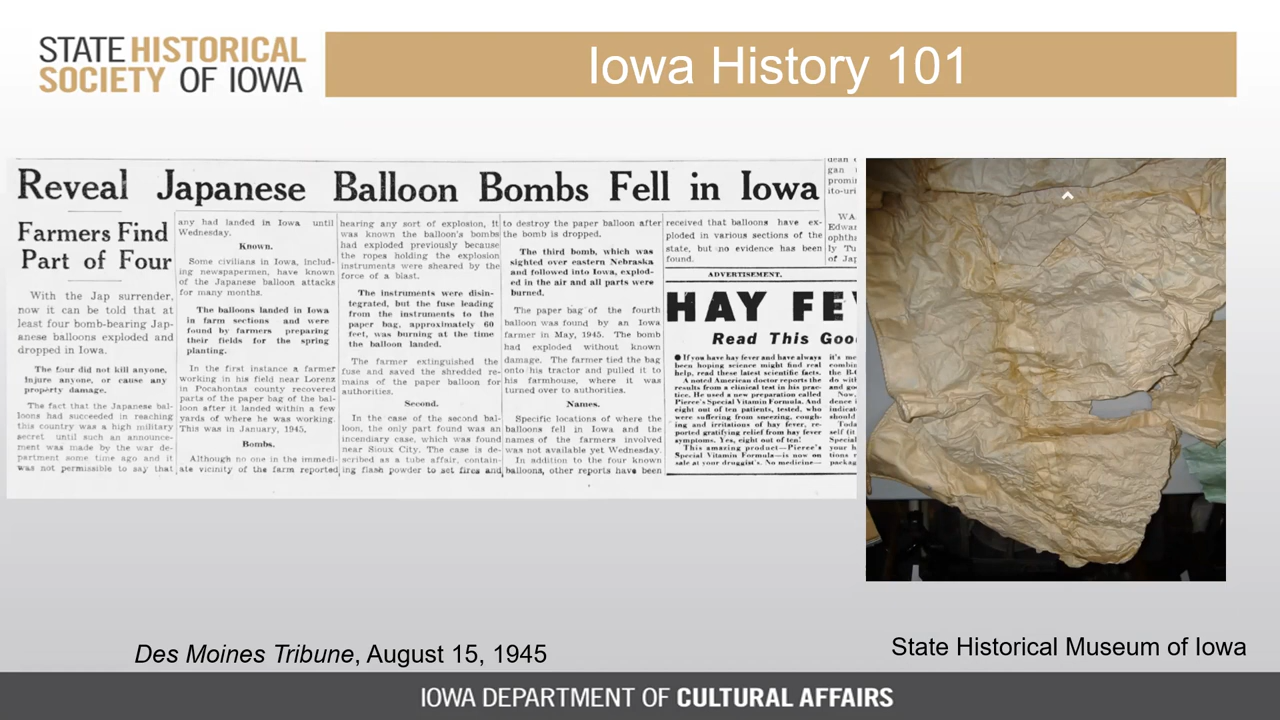 STATE HISTORICAL
SOCIETY OF IOWA
Iowa History 101
Reveal Japanese Balloon Bombs Fell in Iowa
Farmers Find
Part of Four
With the Jap surrender,
now it can be told that at
least four bomb-bearing Jap-
anese balloons exploded and
dropped in Iowa.
The four did not kill anyone,
injure anyone, or cause any
property damage.
The fact that the Japanese bal-
loons had succeeded in reaching
this country was a high military
secret until such an announce-
ment was made by the war de-
partment some time ago and it
was not permissible to say that
any had landed in Iowa until
Wednesday.
Known.
Some civilians in Iowa, includ-
ing newspapermen, have known
of the Japanese balloon attacks
for many months.
The balloons landed in Iowa
in farm sections and were
found by farmers preparing
their fields for the spring
planting.
In the first instance a farmer
working in his field near Lorenz
in Pocahontas county recovered
parts of the paper bag of the bal-
loon after it landed within a few
yards of where he was working.
This was in January, 1945.
Bombs.
Although no one in the immedi-
ate vicinity of the farm reported
hearing any sort of explosion, it
was known the balloon's bombs
had exploded previously because
the ropes holding the explosion
instruments were sheared by the
force of a blast.
The instruments were disin-
tegrated, but the fuse leading
from the instruments to the
paper bag, approximately 60
feet, was burning at the time
the balloon landed.
The farmer extinguished the
fuse and saved the shredded re-
mains of the paper balloon for
authorities.
Second.
In the case of the second bal-
loon, the only part found was an
incendiary case, which was found
near Sioux City. The case is de-
scribed as a tube affair, contain-
ing flash powder to set fires and
to destroy the paper balloon after
the bomb is dropped.
The third bomb, which was
sighted over eastern Nebraska
and followed into Iowa, explod-
ed in the air and all parts were
burned.
The paper bag of the fourth
balloon was found by an Iowa
farmer in May, 1945. The bomb
had exploded without known
damage. The farmer tied the bag
onto his tractor and pulled it to
his farmhouse, where it was
turned over to authorities.
Names.
Specific locations of where the
balloons fell in Iowa and the
names of the farmers involved
was not available yet Wednesday.
In addition to the four known
balloons, other reports have been
received that balloons have ex-
ploded in various sections of the
state, but no evidence has been
found.
ADVERTISEMENT.
HAY FEV
Read This Goo
●If you have hay fever and have always
been hoping science might find real
help, read these latest scientific facts.
A noted American doctor reports the
results from a clinical test in his prac-
tice. He used a new preparation called
Pierce's Special Vitamin Formula. And
eight out of ten patients, tested, who
were suffering from sneezing, cough-
ing and irritations of hay fever, re-
ported gratifying relief from hay fever
symptoms. Yes, eight out of ten!
This amazing product—Pierce's
Special Vitamin Formula—is now on
sale at your druggist's. No medicine—
Des Moines Tribune, August 15, 1945
State Historical Museum of Iowa
IOWA DEPARTMENT OF CULTURAL AFFAIRS